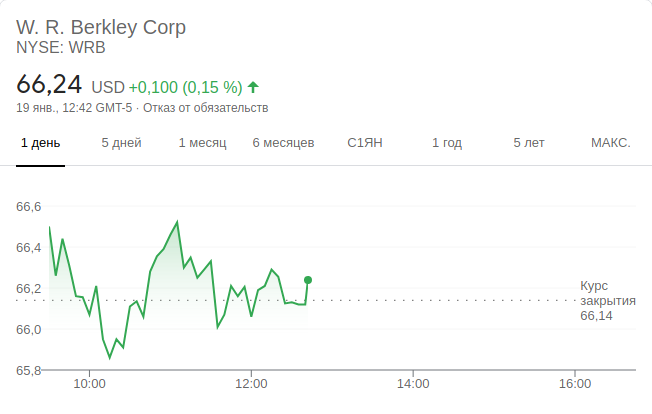 W. R. Berkley Corp
NYSE: WRB
66,24 USD +0,100 (0,15 %)
19 янв., 12:42 GMT-5 · Отказ от обязательств
1 день 5 дней 1 месяц 6 месяцев С1ЯН 1 год 5 лет МАКС.
66,6
66,4
66,2
66,0
65,8
Курс
закрытия
66,14
10:00 12:00 14:00 16:00